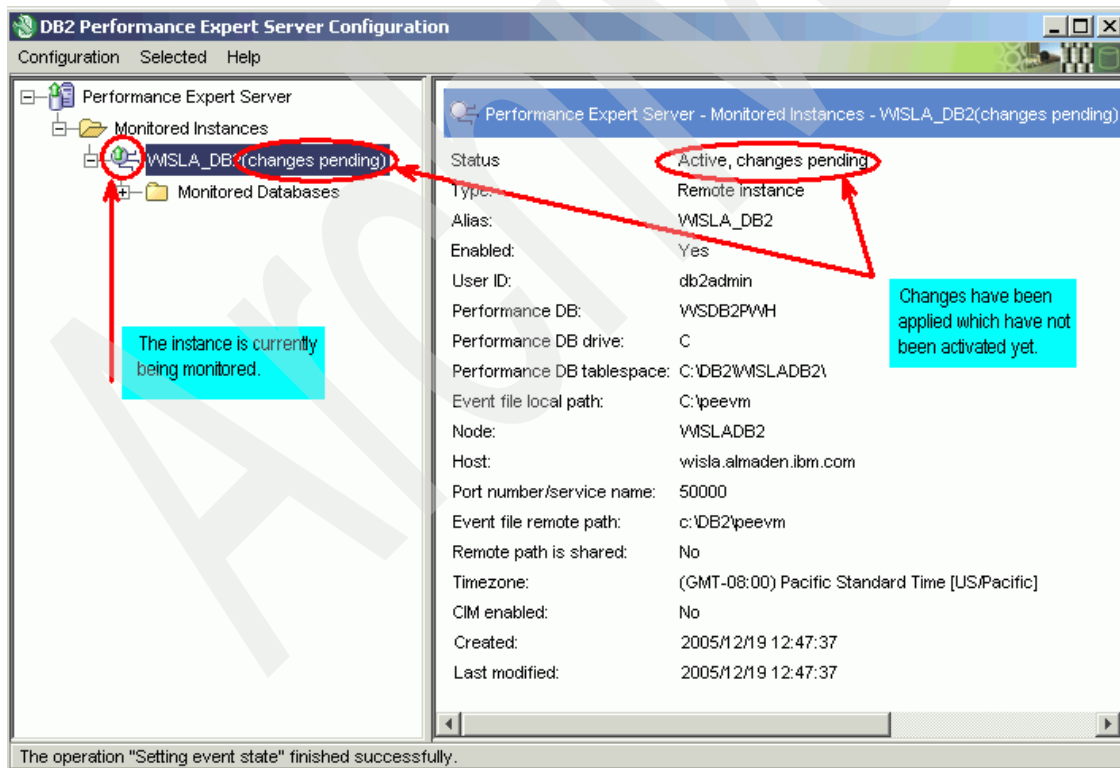 DB2 Performance Expert Server Configuration
Configuration Selected Help
Performance Expert Server
Monitored Instances
WISLA_DB2(changes pending)
Monitored Databases
The instance is currently
being monitored.
Performance Expert Server - Monitored Instances - WISLA_DB2(changes pending)
Status Active, changes pending
Type: Remote instance
Alias: WISLA_DB2
Enabled: Yes
User ID: db2admin
Performance DB: WSDB2PWH
Performance DB drive: C
Performance DB tablespace: C:\DB2\WISLADB2\
Event file local path: C:\peevm
Node: WISLADB2
Host: wisla.almaden.ibm.com
Port number/service name: 50000
Event file remote path: c:\DB2\peevm
Remote path is shared: No
Timezone: (GMT-08:00) Pacific Standard Time [US/Pacific]
CIM enabled: No
Created: 2005/12/19 12:47:37
Last modified: 2005/12/19 12:47:37
Changes have been
applied which have not
been activated yet.
The operation "Setting event state" finished successfully.